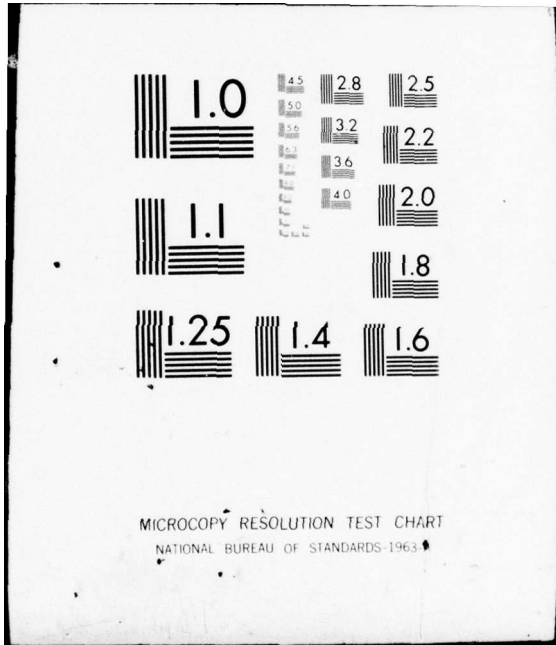 1.0
4.5 2.8 2.5
5.0
5.6 3.2 2.2
6.3
3.6
4.0 2.0
1.1
1.8
1.25 1.4 1.6
MICROCOPY RESOLUTION TEST CHART
NATIONAL BUREAU OF STANDARDS-1963-